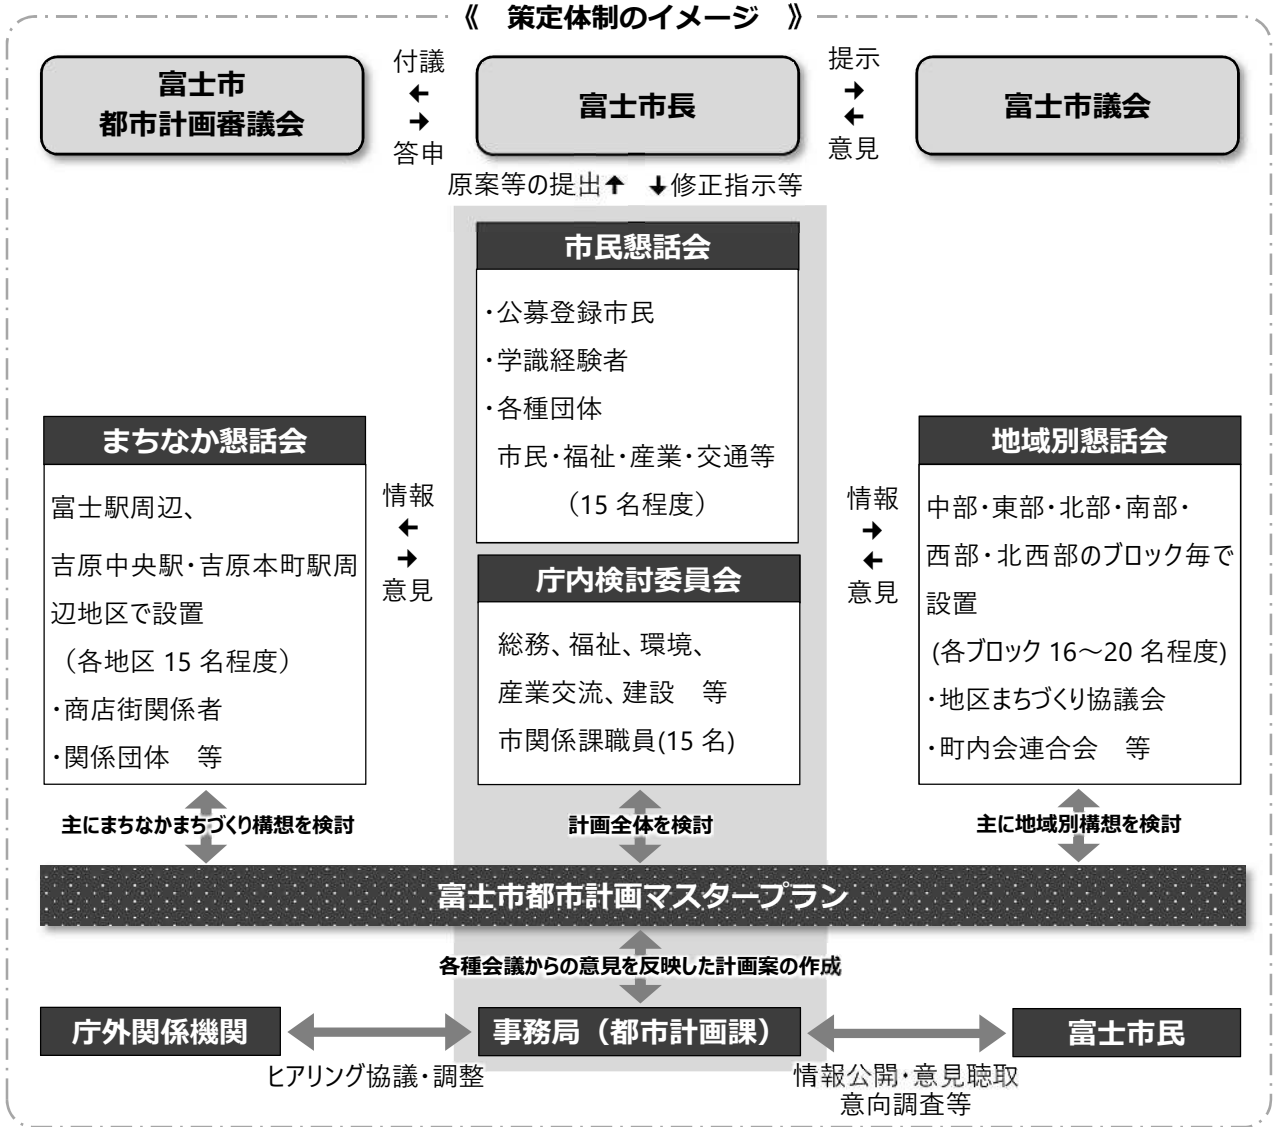 《　策定体制のイメージ　》
富士市
都市計画審議会
付議
←
→
答申
富士市長
提示
→
←
意見
富士市議会
原案等の提出↑　↓修正指示等
市民懇話会
・公募登録市民
・学識経験者
・各種団体
市民・福祉・産業・交通等
（15 名程度）
まちなか懇話会
富士駅周辺、
吉原中央駅・吉原本町駅周
辺地区で設置
（各地区 15 名程度）
・商店街関係者
・関係団体　等
情報
←
→
意見
庁内検討委員会
総務、福祉、環境、
産業交流、建設　等
市関係課職員(15 名)
情報
→
←
意見
地域別懇話会
中部・東部・北部・南部・
西部・北西部のブロック毎で
設置
(各ブロック 16～20 名程度)
・地区まちづくり協議会
・町内会連合会　等
主にまちなかまちづくり構想を検討
計画全体を検討
主に地域別構想を検討
富士市都市計画マスタープラン
各種会議からの意見を反映した計画案の作成
庁外関係機関
事務局（都市計画課）
富士市民
ヒアリング協議・調整
情報公開・意見聴取
意向調査等